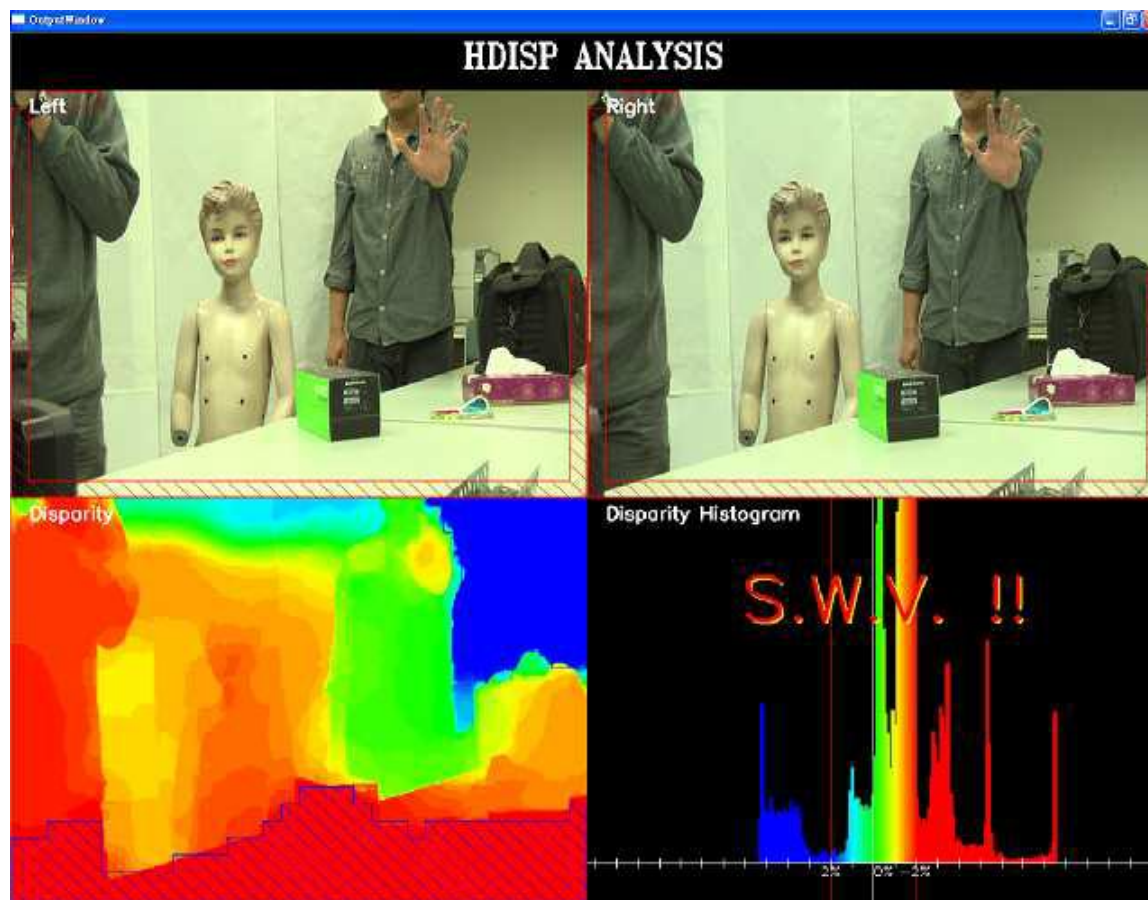 OutputWindow
HDISP ANALYSIS
Left
Right
Disparity
Disparity Histogram
S.W.V. !!
2% 0% -2%